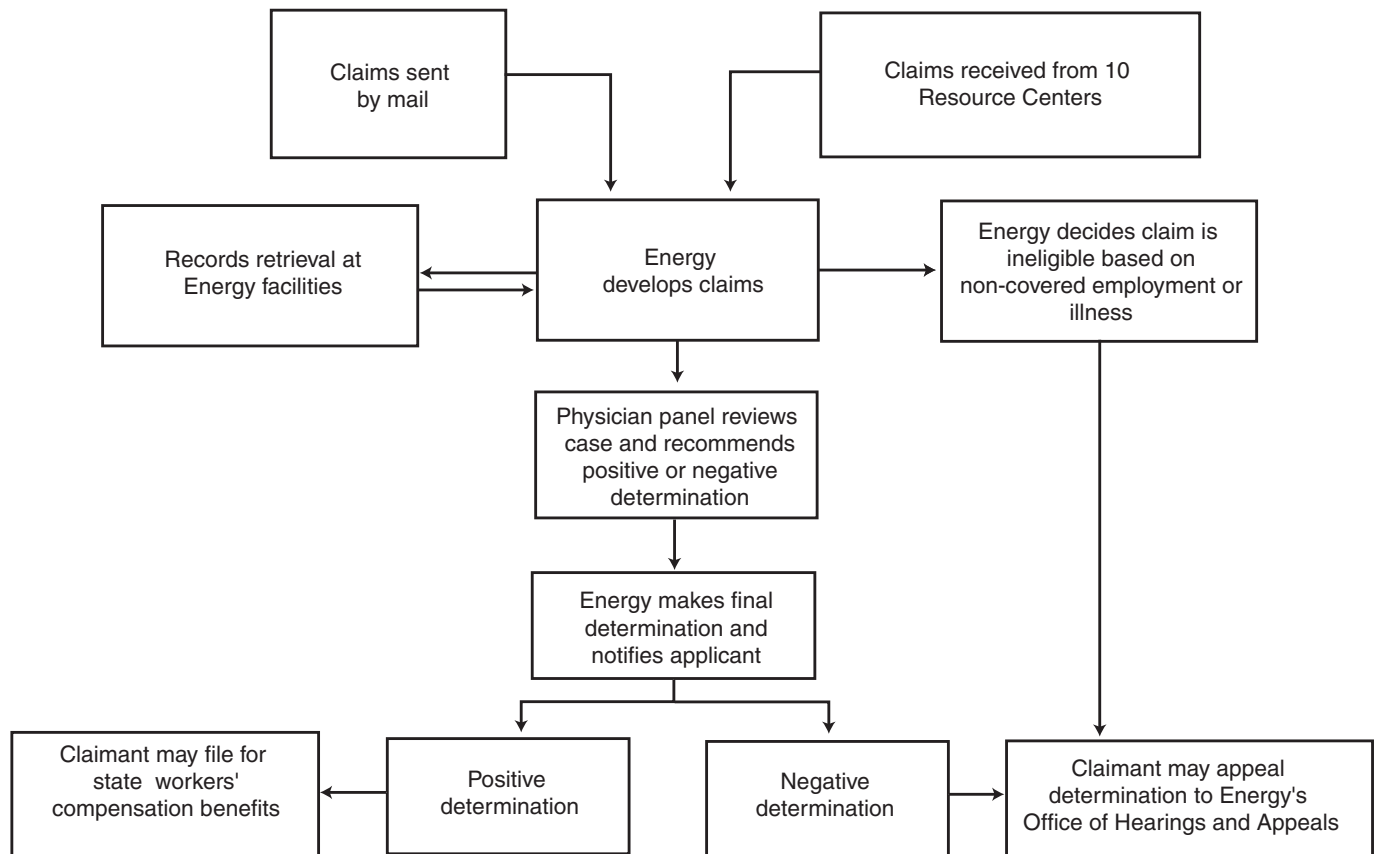 Claims sent
by mail
Claims received from 10
Resource Centers
Records retrieval at
Energy facilities
Energy
develops claims
Energy decides claim is
ineligible based on
non-covered employment or
illness
Physician panel reviews
case and recommends
positive or negative
determination
Energy makes final
determination and
notifies applicant
Claimant may file for
state workers'
compensation benefits
Positive
determination
Negative
determination
Claimant may appeal
determination to Energy's
Office of Hearings and Appeals